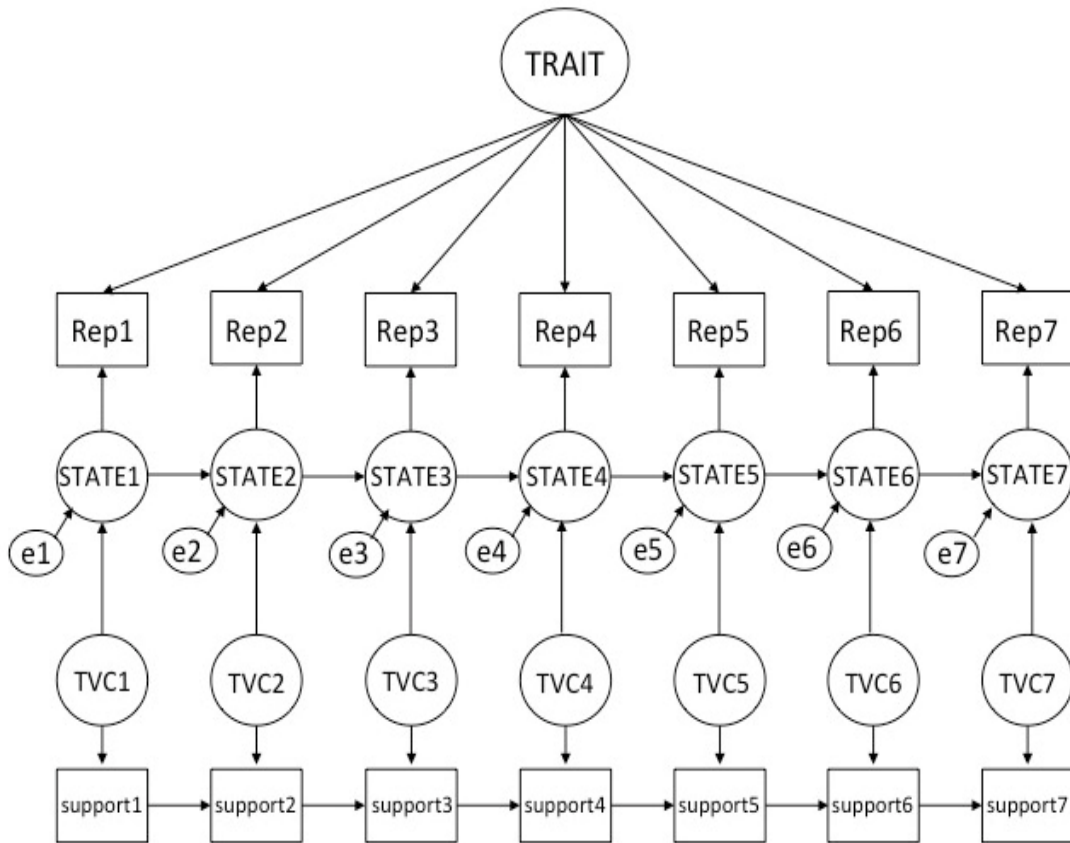 TRAIT
Rep1 Rep2 Rep3 Rep4 Rep5 Rep6 Rep7
STATE1 STATE2 STATE3 STATE4 STATE5 STATE6 STATE7
e1 e2 e3 e4 e5 e6 e7
TVC1 TVC2 TVC3 TVC4 TVC5 TVC6 TVC7
support1 support2 support3 support4 support5 support6 support7